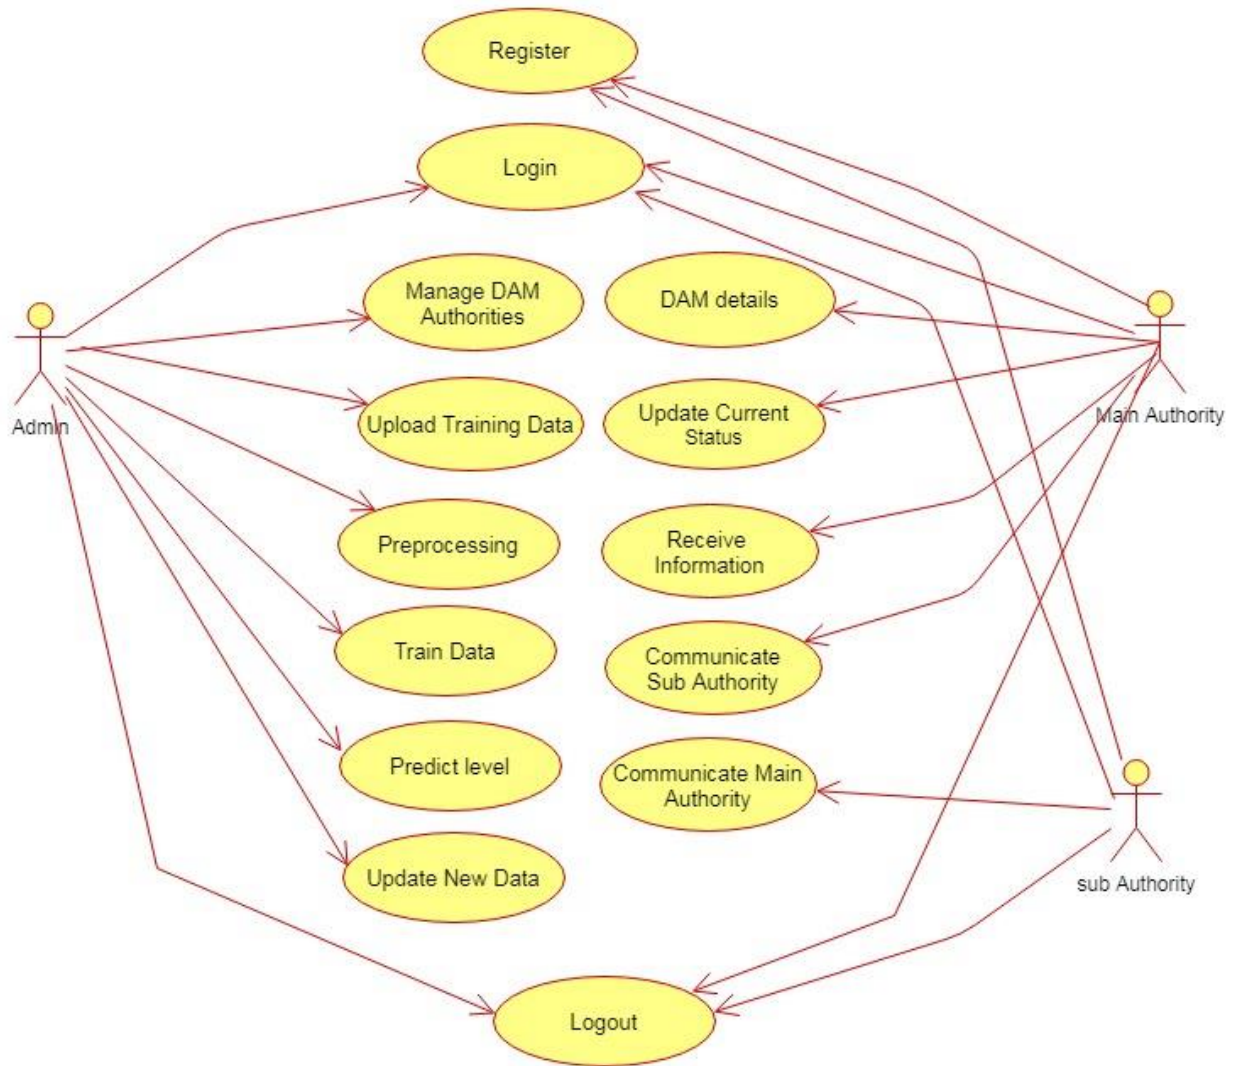 Register
Login
Manage DAM
Authorities
DAM details
Admin
Upload Training Data
Update Current
Status
Main Authority
Preprocessing
Receive
Information
Train Data
Communicate
Sub Authority
Predict level
Communicate Main
Authority
Update New Data
sub Authority
Logout